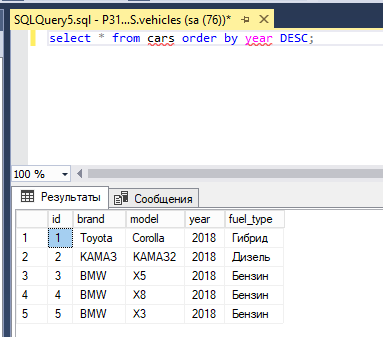 SQLQuery5.sql - P31...S.vehicles (sa (76))*
select * from cars order by year DESC;
100 %
Результаты Сообщения
id brand model year fuel_type
1 1 Toyota Corolla 2018 Гибрид
2 2 КАМАЗ КАМАЗ2 2018 Дизель
3 3 BMW X5 2018 Бензин
4 4 BMW X8 2018 Бензин
5 5 BMW X3 2018 Бензин